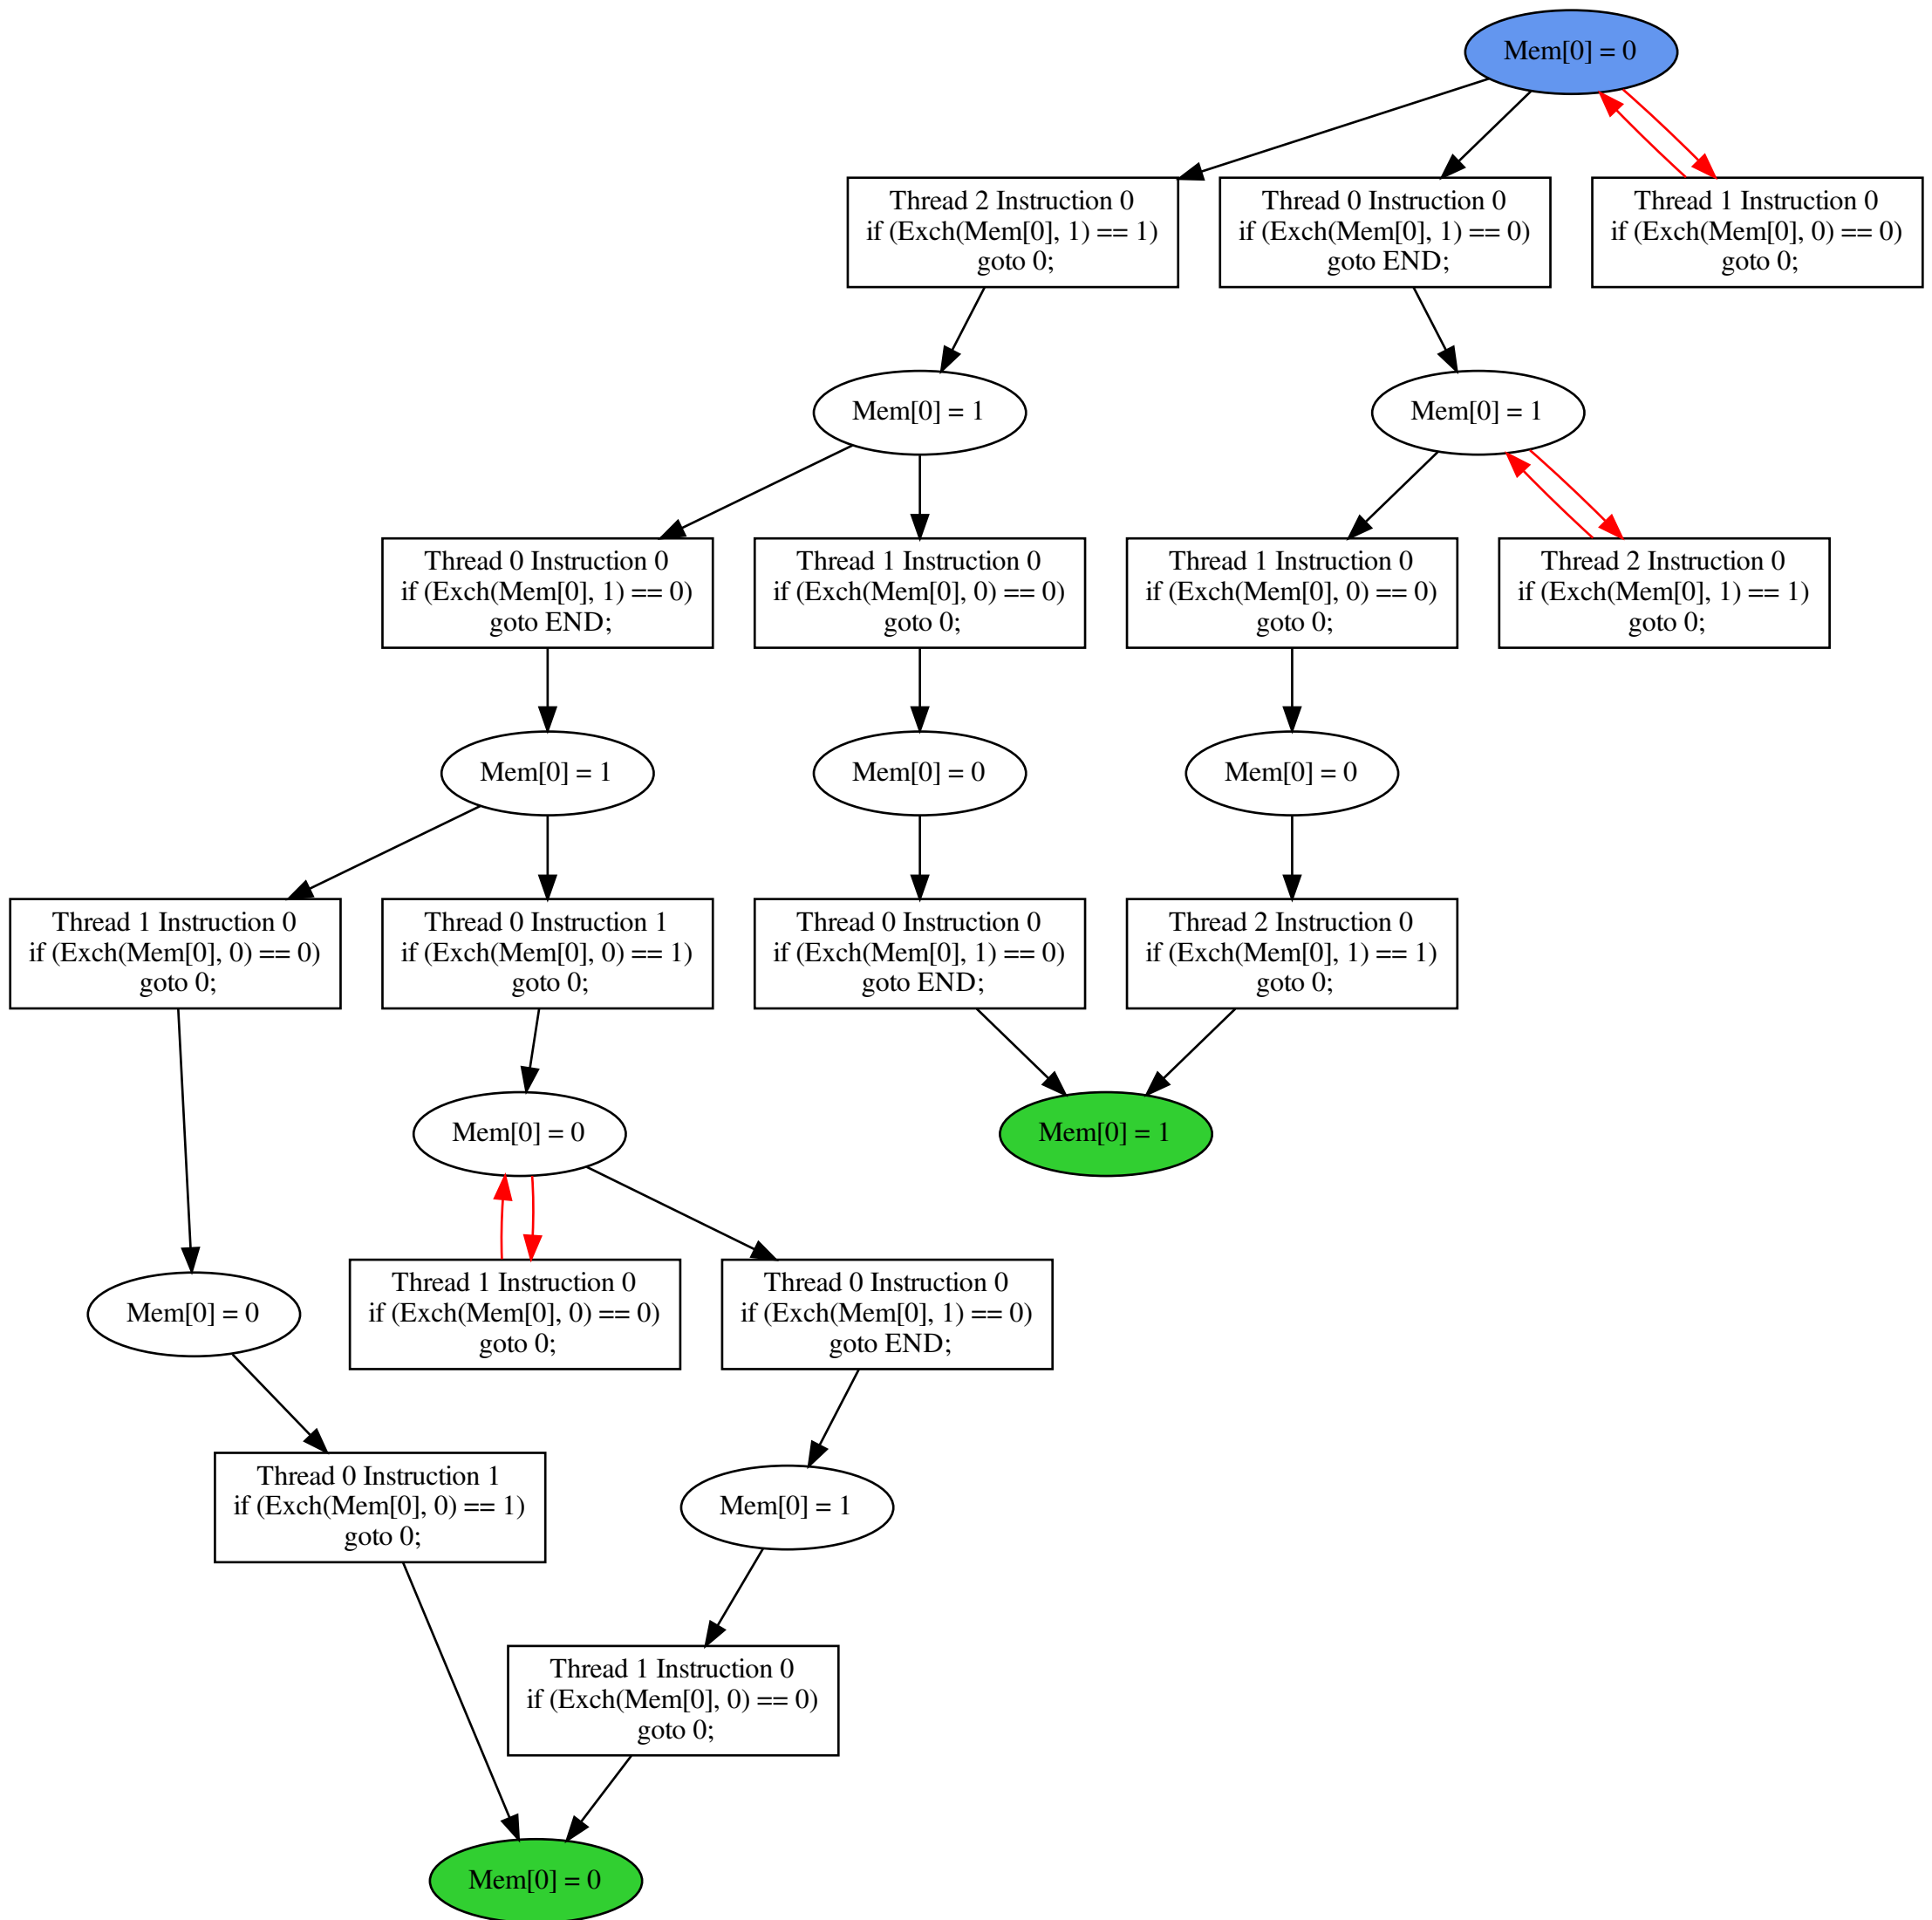 Mem[0] = 0
Thread 2 Instruction 0
if (Exch(Mem[0], 1) == 1)
goto 0;
Thread 0 Instruction 0
if (Exch(Mem[0], 1) == 0)
goto END;
Thread 1 Instruction 0
if (Exch(Mem[0], 0) == 0)
goto 0;
Mem[0] = 1
Mem[0] = 1
Thread 0 Instruction 0
if (Exch(Mem[0], 1) == 0)
goto END;
Thread 1 Instruction 0
if (Exch(Mem[0], 0) == 0)
goto 0;
Thread 1 Instruction 0
if (Exch(Mem[0], 0) == 0)
goto 0;
Thread 2 Instruction 0
if (Exch(Mem[0], 1) == 1)
goto 0;
Mem[0] = 1
Mem[0] = 0
Mem[0] = 0
Thread 1 Instruction 0
if (Exch(Mem[0], 0) == 0)
goto 0;
Thread 0 Instruction 1
if (Exch(Mem[0], 0) == 1)
goto 0;
Thread 0 Instruction 0
if (Exch(Mem[0], 1) == 0)
goto END;
Thread 2 Instruction 0
if (Exch(Mem[0], 1) == 1)
goto 0;
Mem[0] = 0
Mem[0] = 1
Mem[0] = 0
Thread 1 Instruction 0
if (Exch(Mem[0], 0) == 0)
goto 0;
Thread 0 Instruction 0
if (Exch(Mem[0], 1) == 0)
goto END;
Thread 0 Instruction 1
if (Exch(Mem[0], 0) == 1)
goto 0;
Mem[0] = 1
Thread 1 Instruction 0
if (Exch(Mem[0], 0) == 0)
goto 0;
Mem[0] = 0